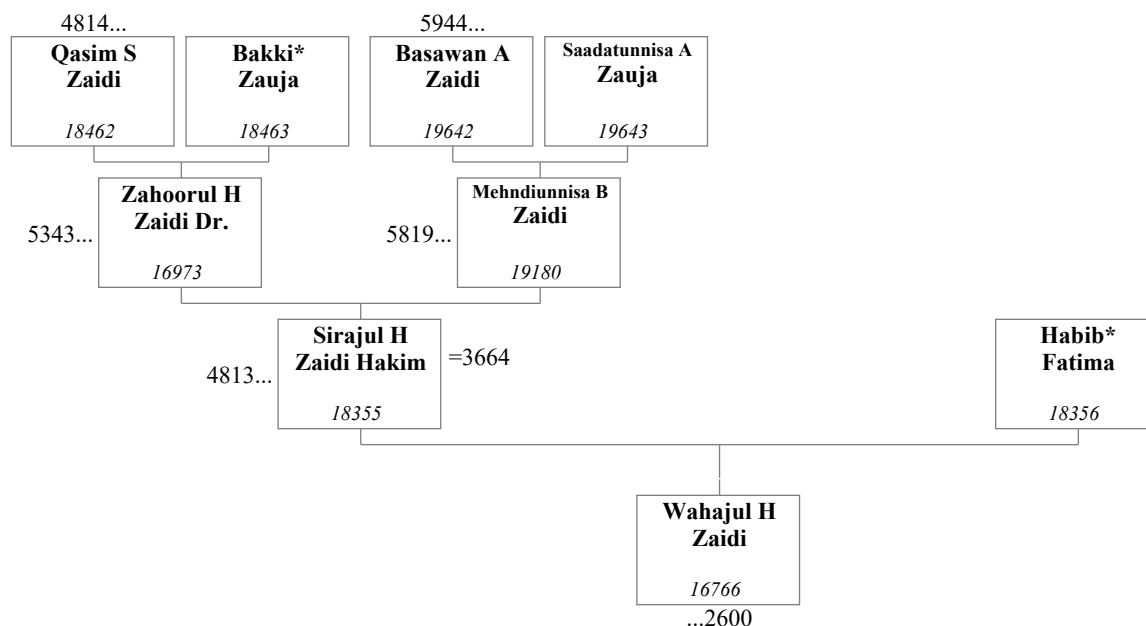 4814...
5944...
Qasim S
Zaidi
18462
Bakki*
Zauja
18463
Basawan A
Zaidi
19642
Saadatunnisa A
Zauja
19643
Zahoorul H
Zaidi Dr.
16973
5343...
Mehndiunnisa B
Zaidi
19180
5819...
Sirajul H
Zaidi Hakim
18355
4813...
=3664
Habib*
Fatima
18356
Wahajul H
Zaidi
16766
...2600